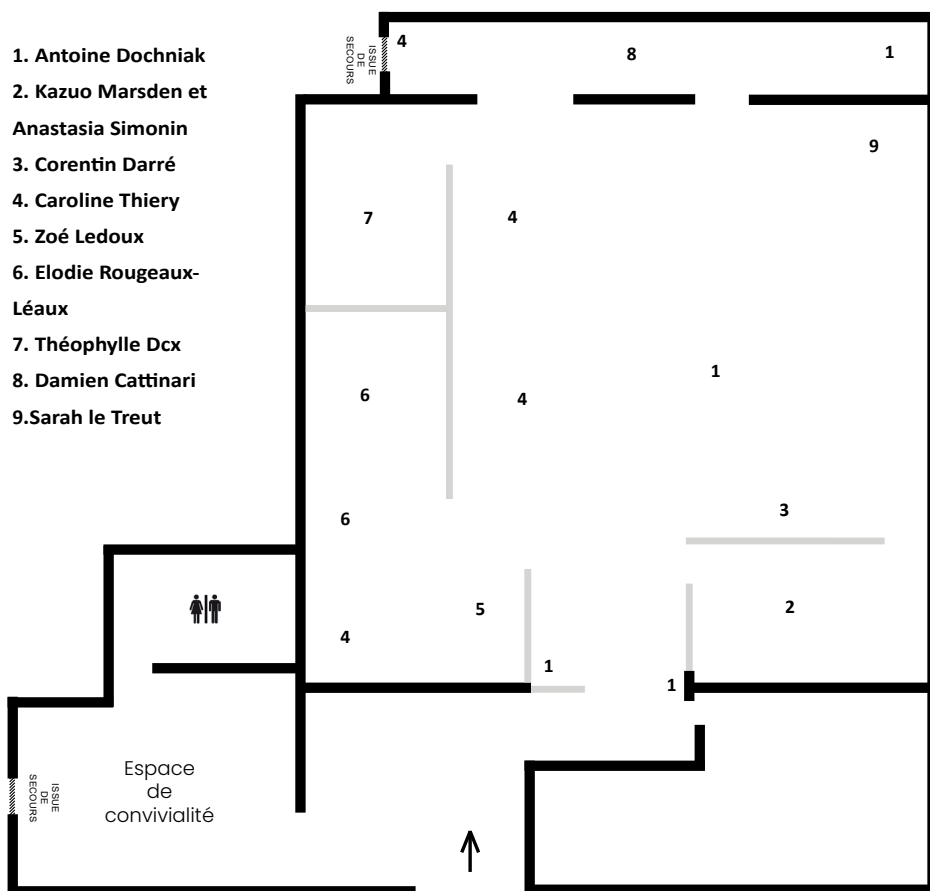 1. Antoine Dochniak
2. Kazuo Marsden et
Anastasia Simonin
3. Corentin Darré
4. Caroline Thiery
5. Zoé Ledoux
6. Elodie Rougeaux-
Léaux
7. Théophylle Dcx
8. Damien Cattinari
9.Sarah le Treut
ISSUE
DE
SECOURS
4
8
1
9
7
4
6
4
1
6
3
5
2
4
1
1
ISSUE
DE
SECOURS
Espace
de
convivialité